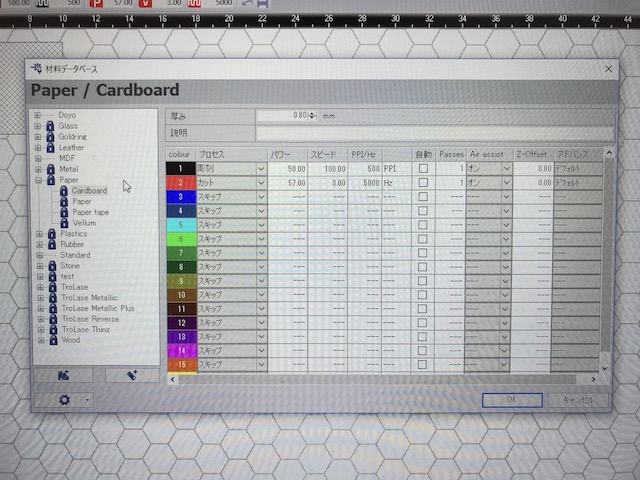 100.00 500 57.00 V 3.00 5000
8 10 12 14 16 18 20 22 24 26 28 30 32 34 36 38 40 42 44
材料データベース
Paper / Cardboard
Doyo
Glass
Goldring
Leather
MDF
Metal
Paper
Cardboard
Paper
Paper tape
Vellum
Plastics
Rubber
Standard
Stone
test
TroLase
TroLase Metallic
TroLase Metallic Plus
TroLase Reverse
TroLase Thins
Wood
厚み 0.80 mm
説明
colour プロセス パワー スピード PPI/Hz 自動 Passes Air-assist Z-Offset アドバンス
1 彫刻 50.00 100.00 500 PPI 1 オン 0.00 デフォルト
2 カット 57.00 3.00 5000 Hz 1 オン 0.00 デフォルト
3 スキップ ---- ---- ---- ---- ---- ----
4 スキップ ---- ---- ---- ---- ---- ----
5 スキップ ---- ---- ---- ---- ---- ----
6 スキップ ---- ---- ---- ---- ---- ----
7 スキップ ---- ---- ---- ---- ---- ----
8 スキップ ---- ---- ---- ---- ---- ----
9 スキップ ---- ---- ---- ---- ---- ----
10 スキップ ---- ---- ---- ---- ---- ----
11 スキップ ---- ---- ---- ---- ---- ----
12 スキップ ---- ---- ---- ---- ---- ----
13 スキップ ---- ---- ---- ---- ---- ----
14 スキップ ---- ---- ---- ---- ---- ----
15 スキップ ---- ---- ---- ---- ---- ----
OK キャンセル